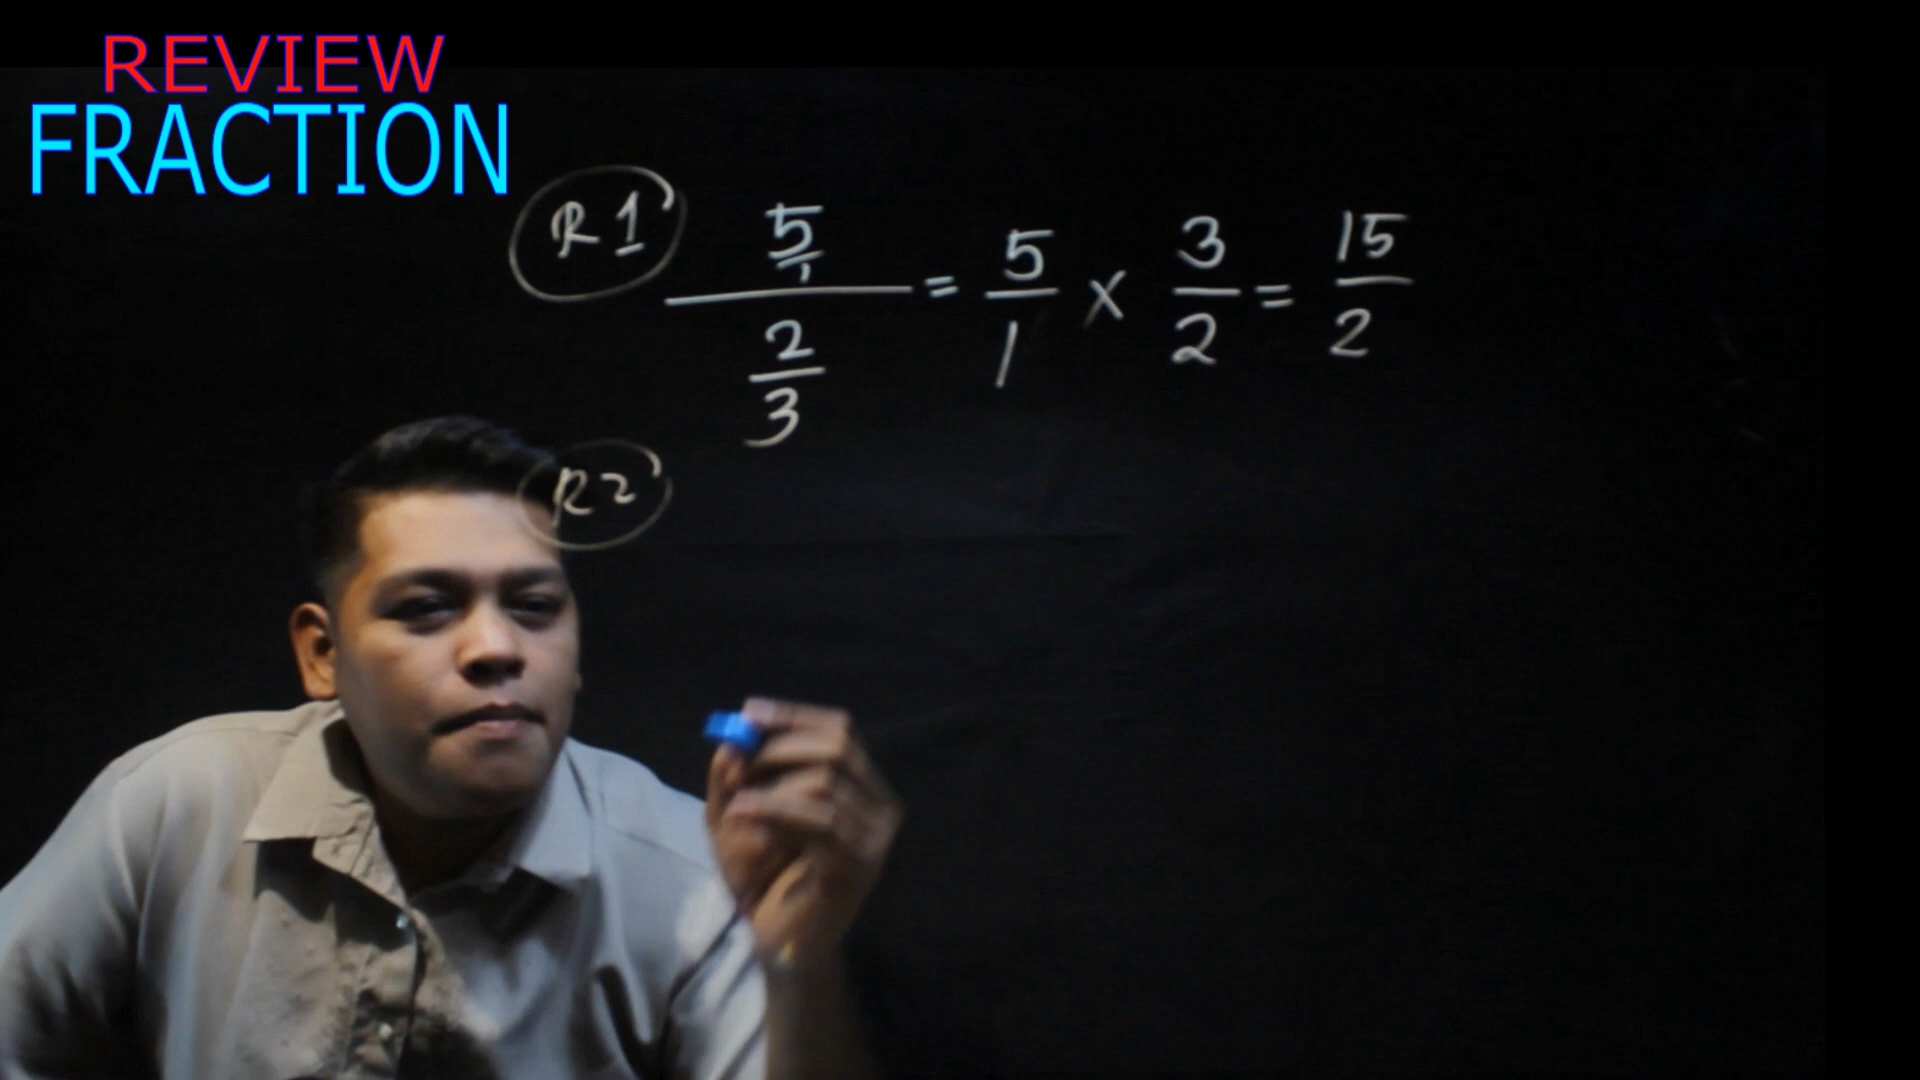 REVIEW
FRACTION
R1
5/1 / 2/3 = 5/1 x 3/2 = 15/2
R2